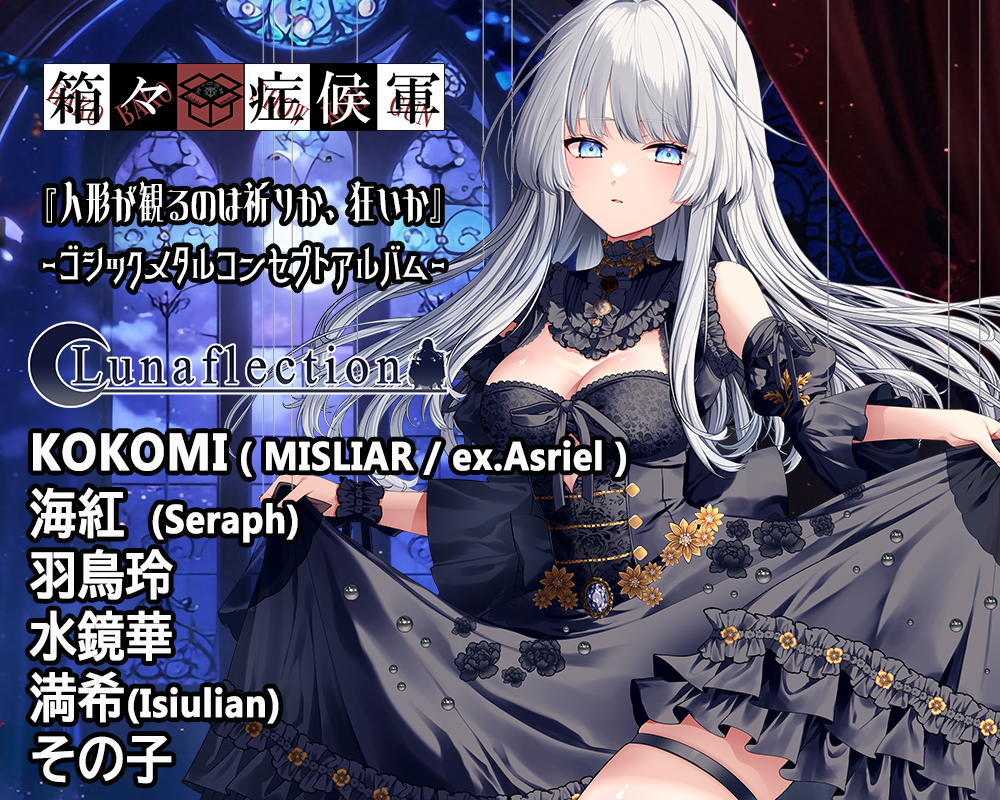 箱々症候軍
『人形が観るのは祈りか、狂いか』
-ゴシックメタルコンセプトアルバム-
Lunaflection
KOKOMI ( MISLIAR / ex.Asriel )
海紅 (Seraph)
羽鳥玲
水鏡華
満希(Isiulian)
その子